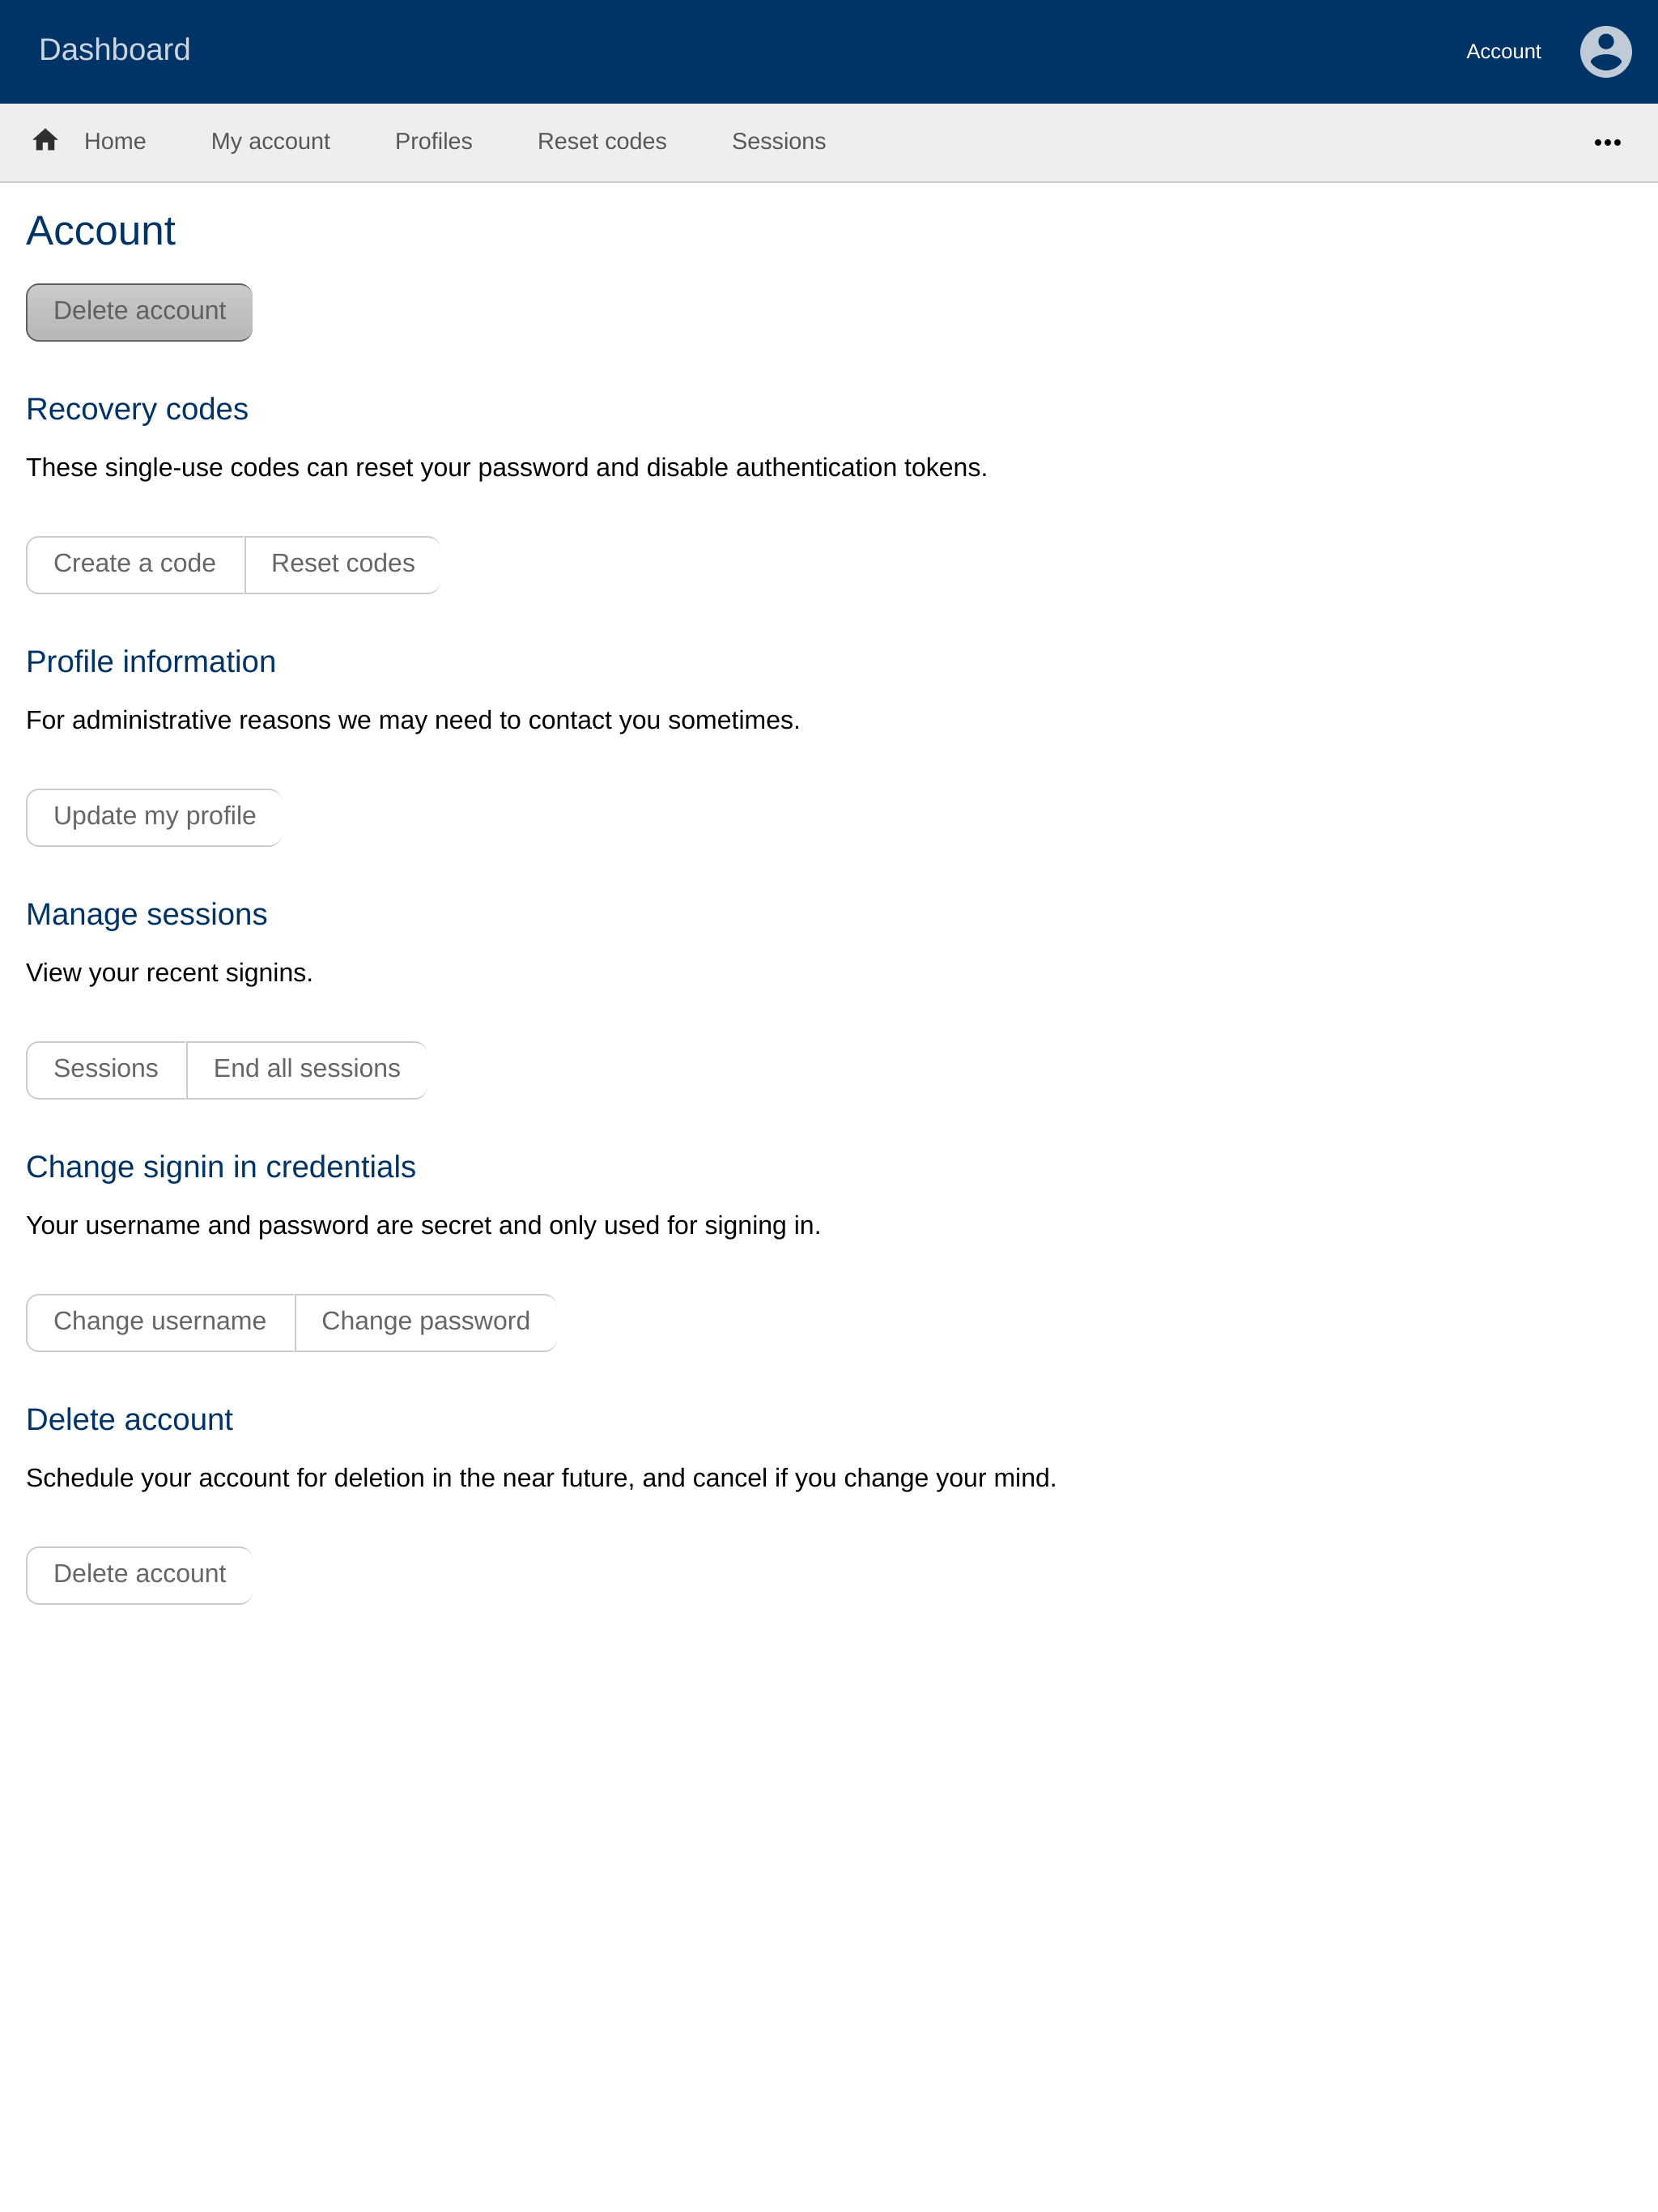 Dashboard
Account
Home My account Profiles Reset codes Sessions
Account
Delete account
Recovery codes
These single-use codes can reset your password and disable authentication tokens.
Create a code Reset codes
Profile information
For administrative reasons we may need to contact you sometimes.
Update my profile
Manage sessions
View your recent signins.
Sessions End all sessions
Change signin in credentials
Your username and password are secret and only used for signing in.
Change username Change password
Delete account
Schedule your account for deletion in the near future, and cancel if you change your mind.
Delete account